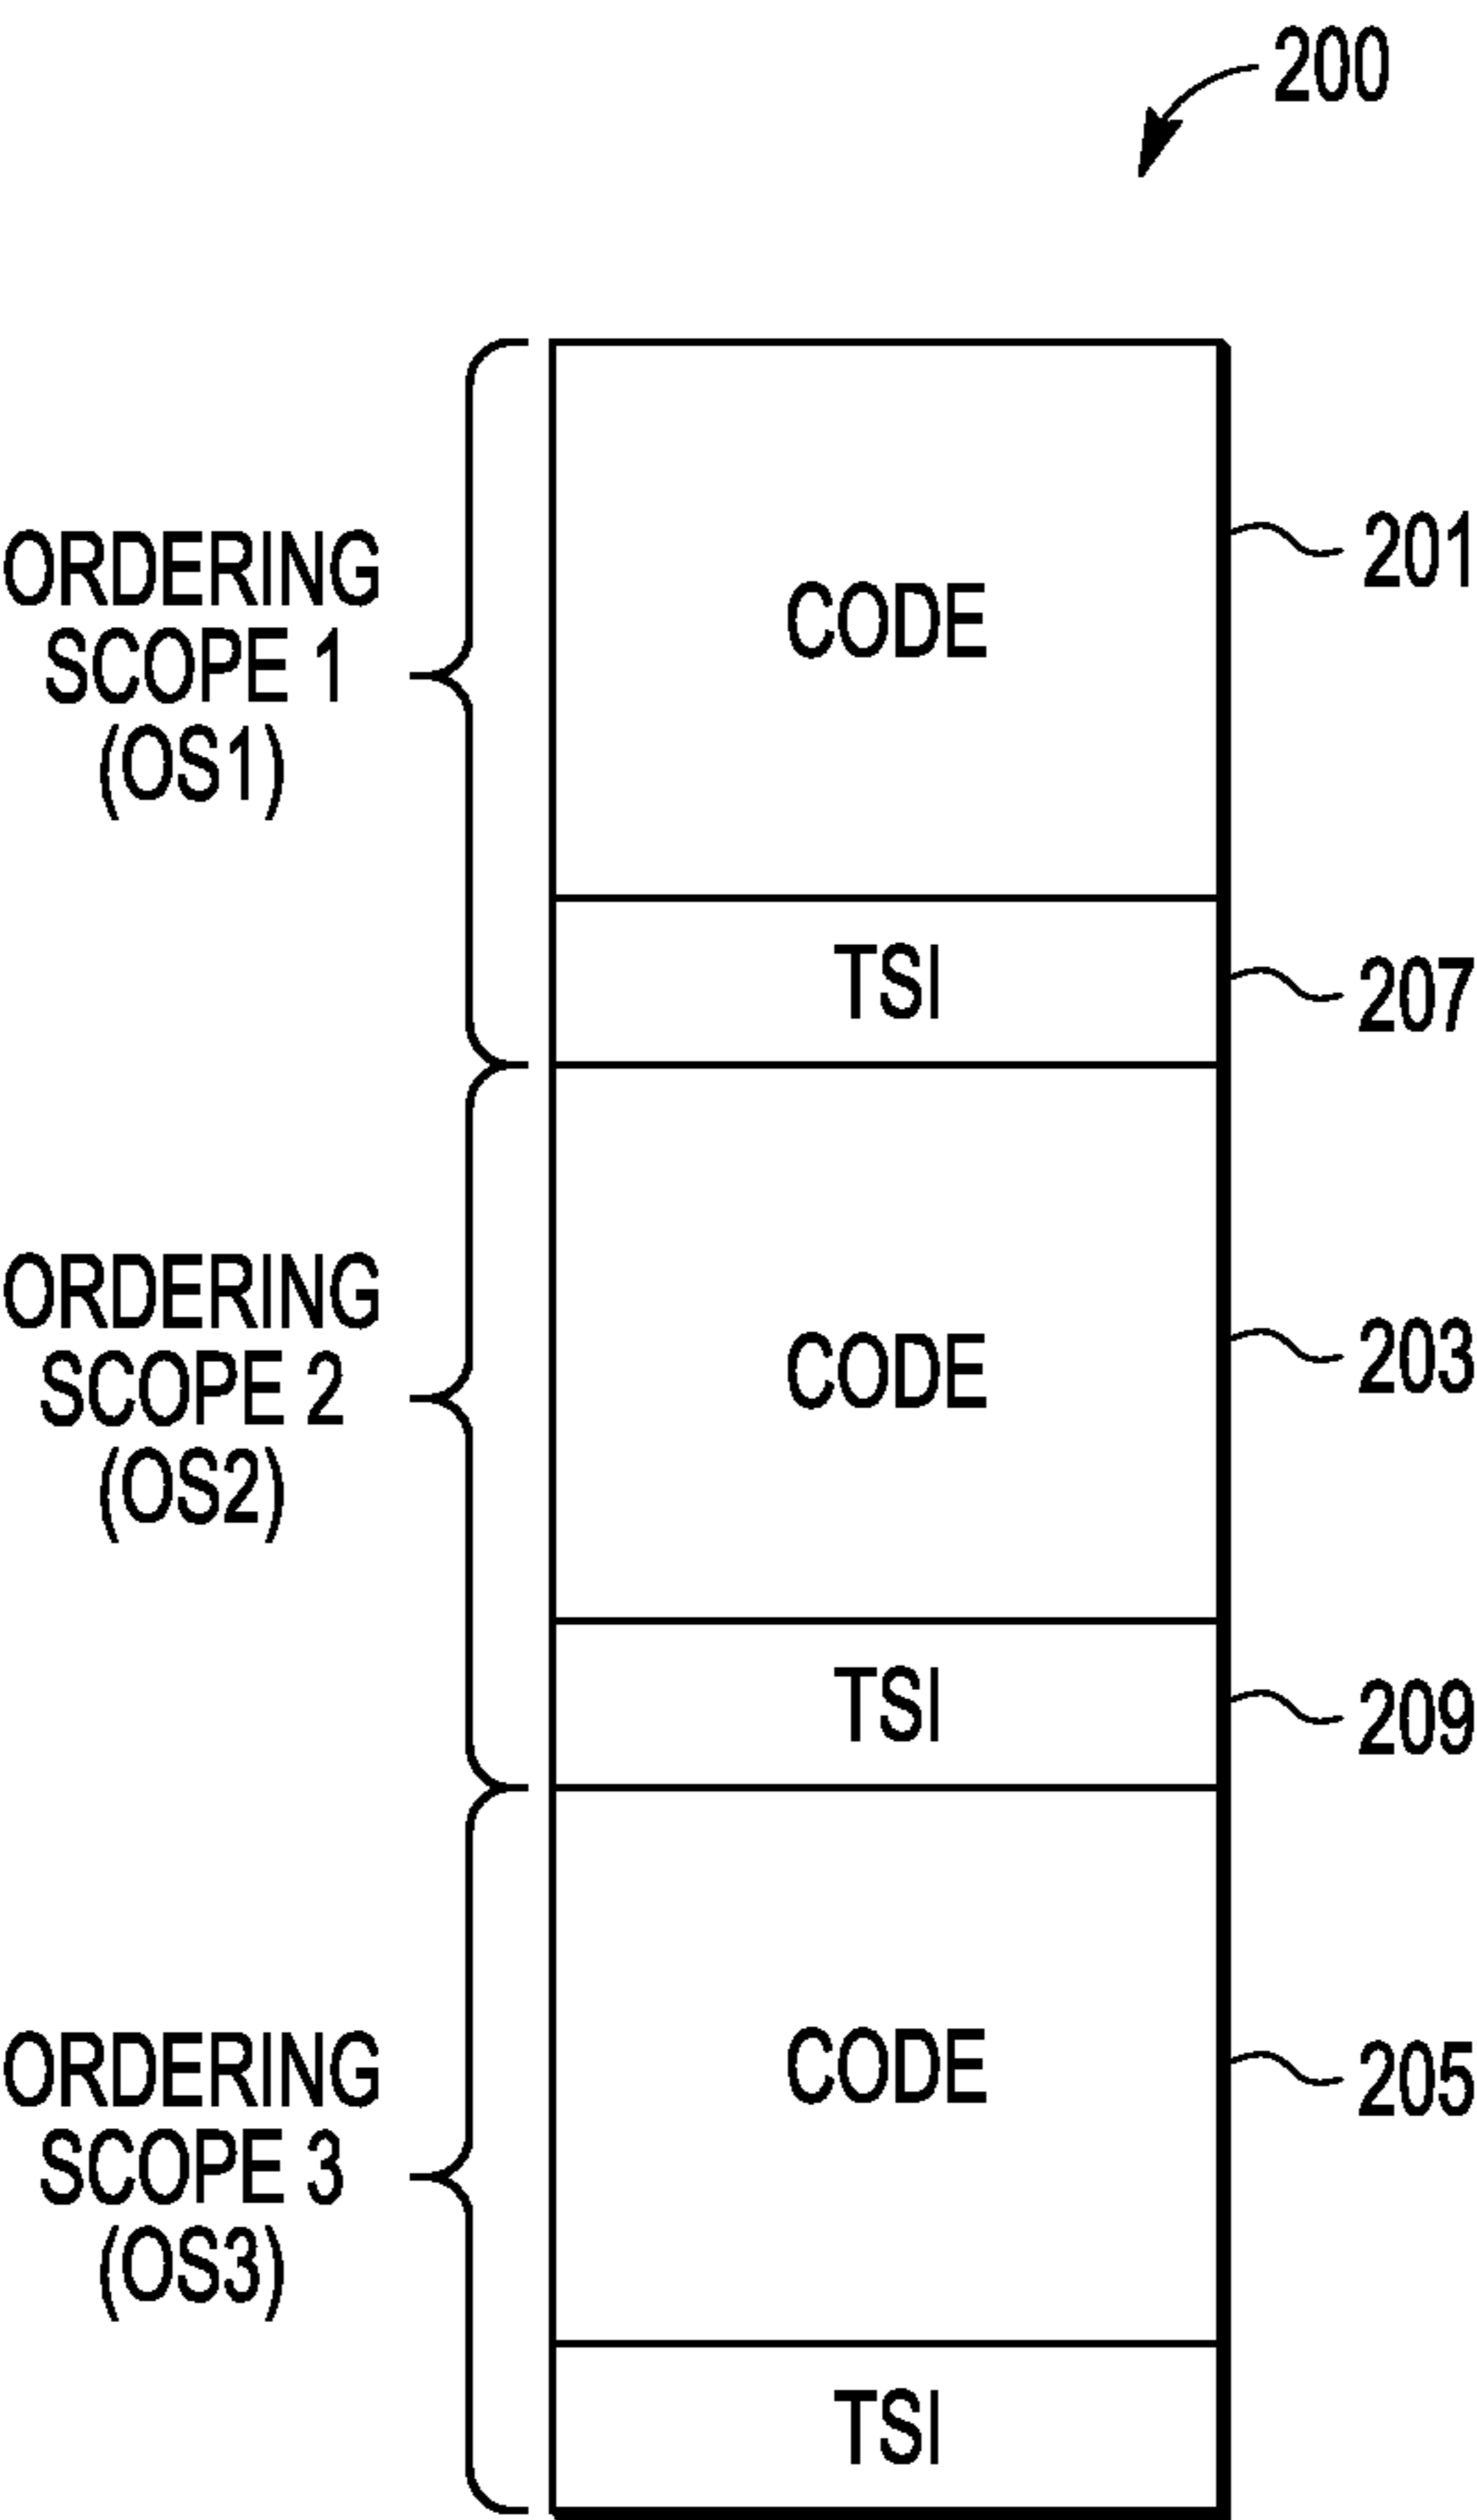 200
ORDERING
SCOPE 1
(OS1)
CODE
201
TSI
207
ORDERING
SCOPE 2
(OS2)
CODE
203
TSI
209
ORDERING
SCOPE 3
(OS3)
CODE
205
TSI